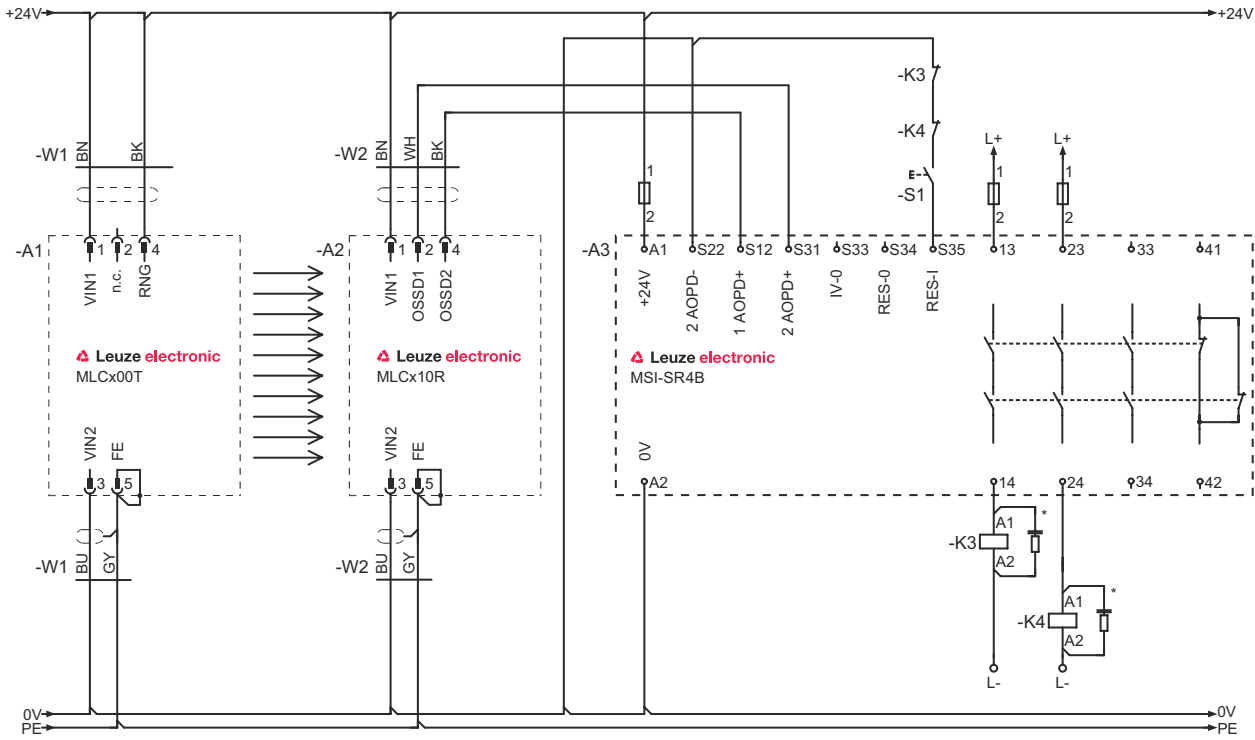 +24V +24V
-K3
-W1 BN BK -W2 BN WH BK -K4 L+ L+
E
-S1
1 1 1
2 2 2
-A1 1 2 4 -A2 1 2 4 -A3 A1 S22 S12 S31 S33 S34 S35 13 23 33 41
VIN1 n.c. RNG VIN1 OSSD1 OSSD2 +24V 2 AOPD- 1 AOPD+ 2 AOPD+ IV-0 RES-0 RES-I
Leuze electronic Leuze electronic Leuze electronic
MLCx00T MLCx10R MSI-SR4B
VIN2 FE VIN2 FE 0V
3 5 3 5 A2 14 24 34 42
A1 *
-K3
A2
-W1 BU GY -W2 BU GY
A1 *
-K4
A2
L- L-
0V 0V
PE PE